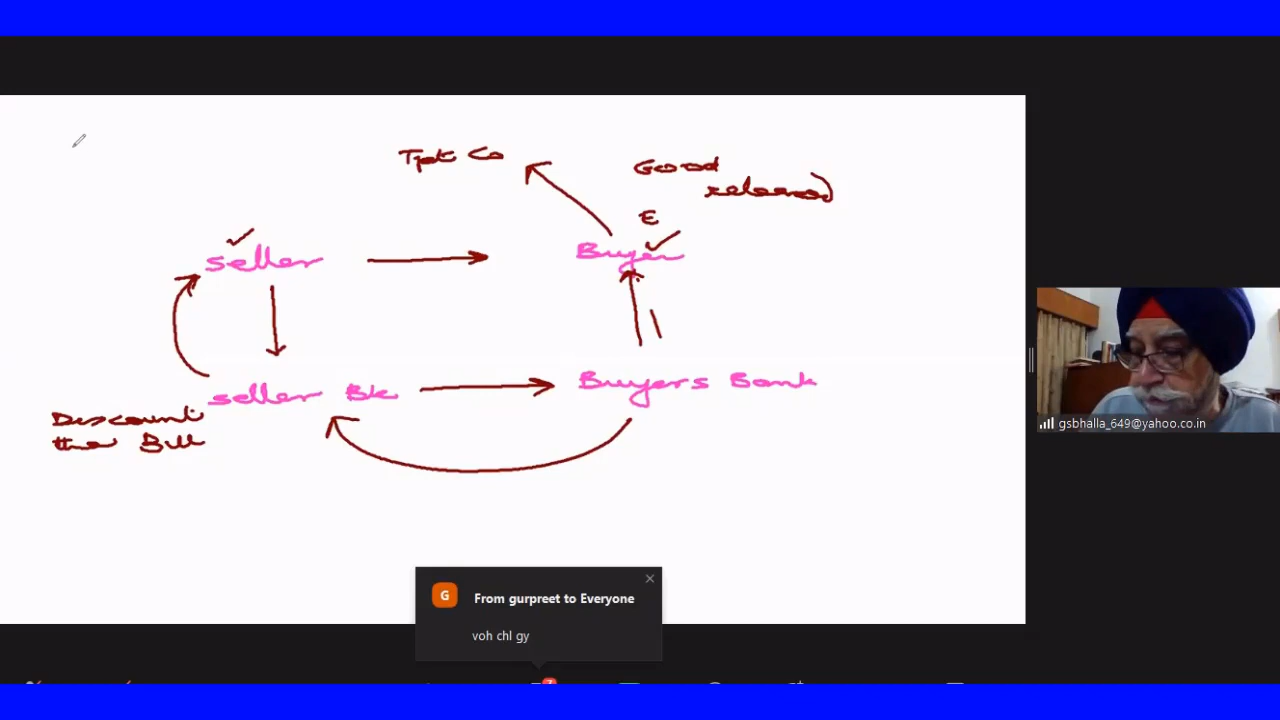 Tpt Co
Good
released
E
seller
Buyer
seller Bk
Buyers Bank
Discount
the Bill
gsbhalla_649@yahoo.co.in
G
From gurpreet to Everyone
voh chl gy
7